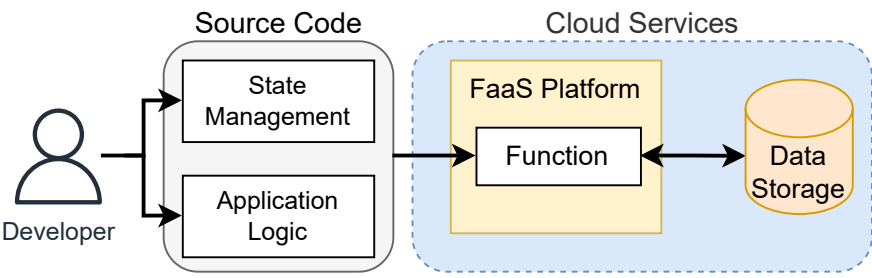 Source Code
Cloud Services
State
Management
FaaS Platform
Function
Data
Storage
Application
Logic
Developer